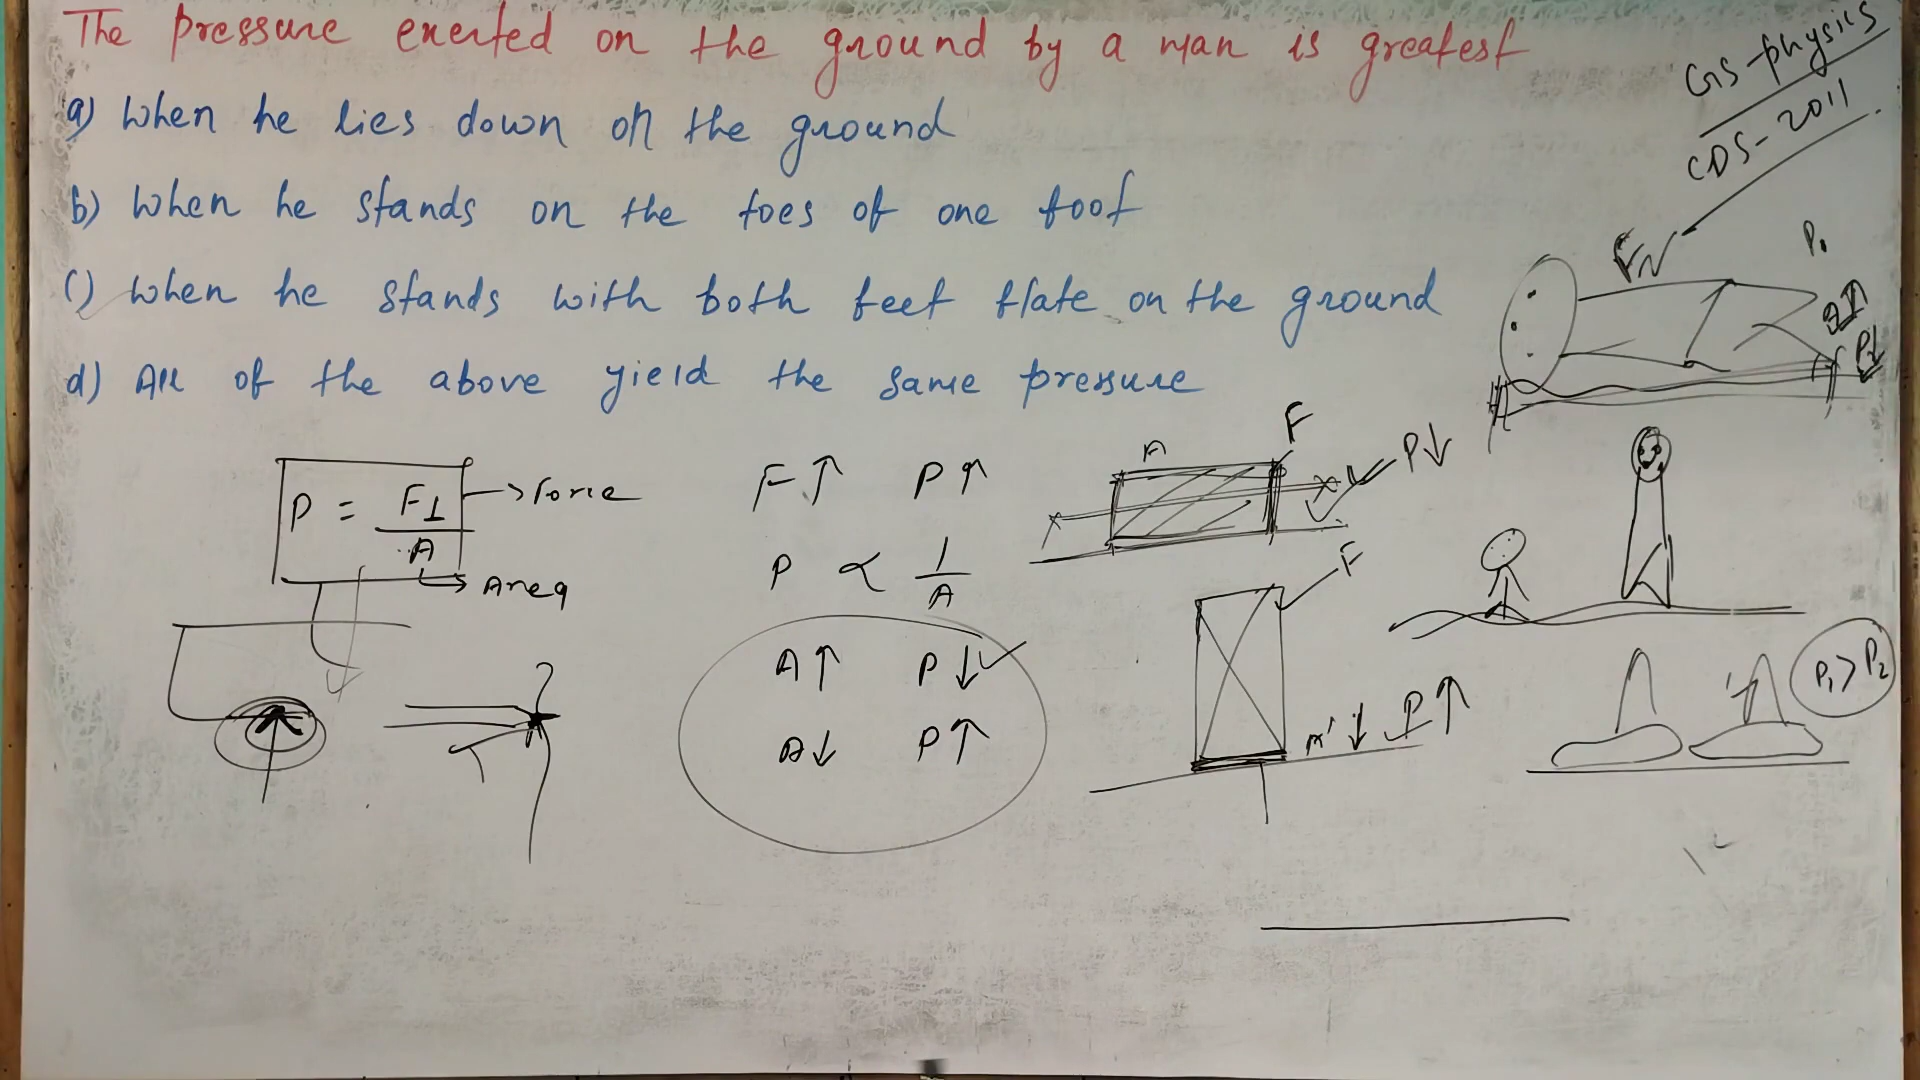 The pressure exerted on the ground by a man is greatest
a) When he lies down on the ground
b) When he stands on the toes of one foot
c) When he stands with both feet flate on the ground
d) All of the above yield the same pressure
GS-physics
CDS-2011
P = F⊥ / A
→ Force
→ Area
F↑ P↑
P ∝ 1/A
A↑ P↓ ✓
A↓ P↑
A
F
P↓
F
A'↓ P↑
P₁ > P₂